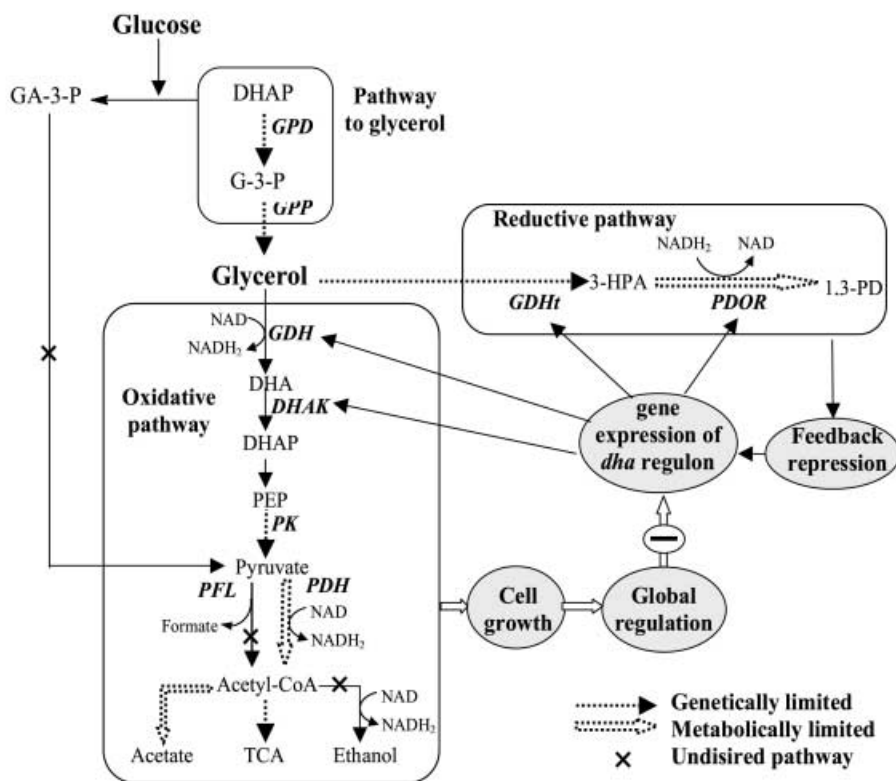 Glucose
GA-3-P
DHAP
GPD
G-3-P
GPP
Pathway
to glycerol
Glycerol
Reductive pathway
NADH2
NAD
3-HPA
1.3-PD
GDHt
PDOR
NAD
NADH2
GDH
DHA
DHAK
Oxidative
pathway
DHAP
PEP
PK
Pyruvate
PFL
PDH
Formate
NAD
NADH2
Acetyl-CoA
NAD
NADH2
Acetate
TCA
Ethanol
gene
expression of
dha regulon
Feedback
repression
Cell
growth
Global
regulation
Genetically limited
Metabolically limited
Undisired pathway